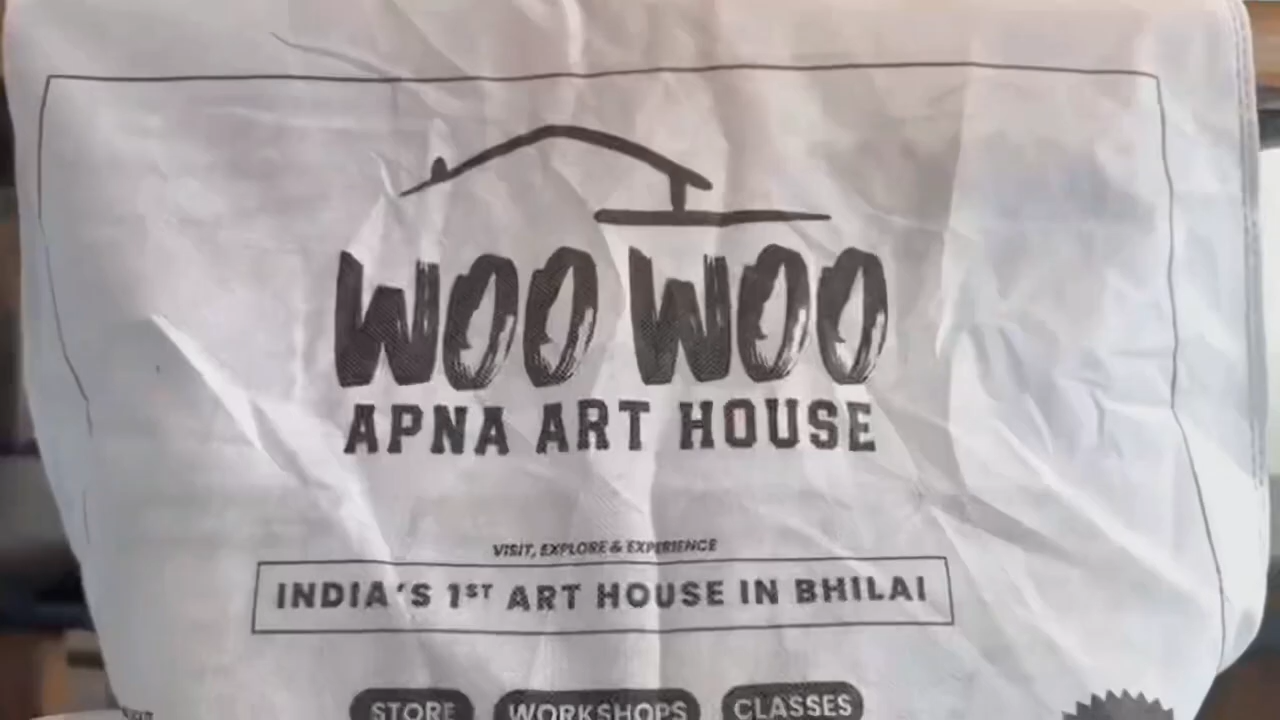 WOO WOO
APNA ART HOUSE
VISIT, EXPLORE & EXPERIENCE
INDIA'S 1ST ART HOUSE IN BHILAI
STORE WORKSHOPS CLASSES